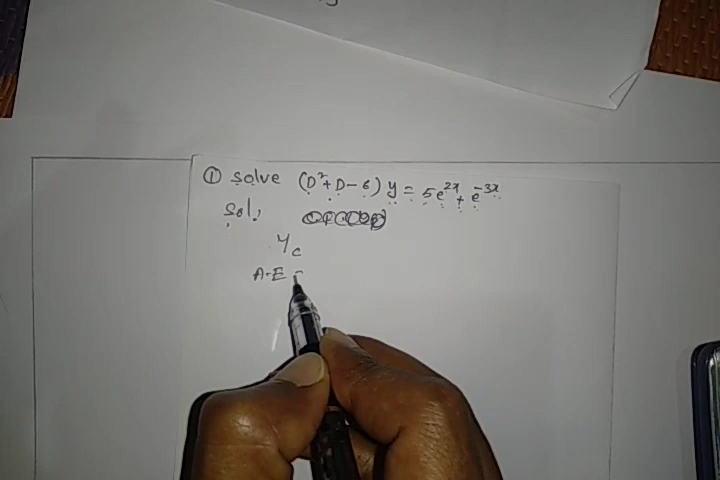 ① solve (D²+D-6) y = 5e^2x + e^-3x
Sol;
y_c
A-E =